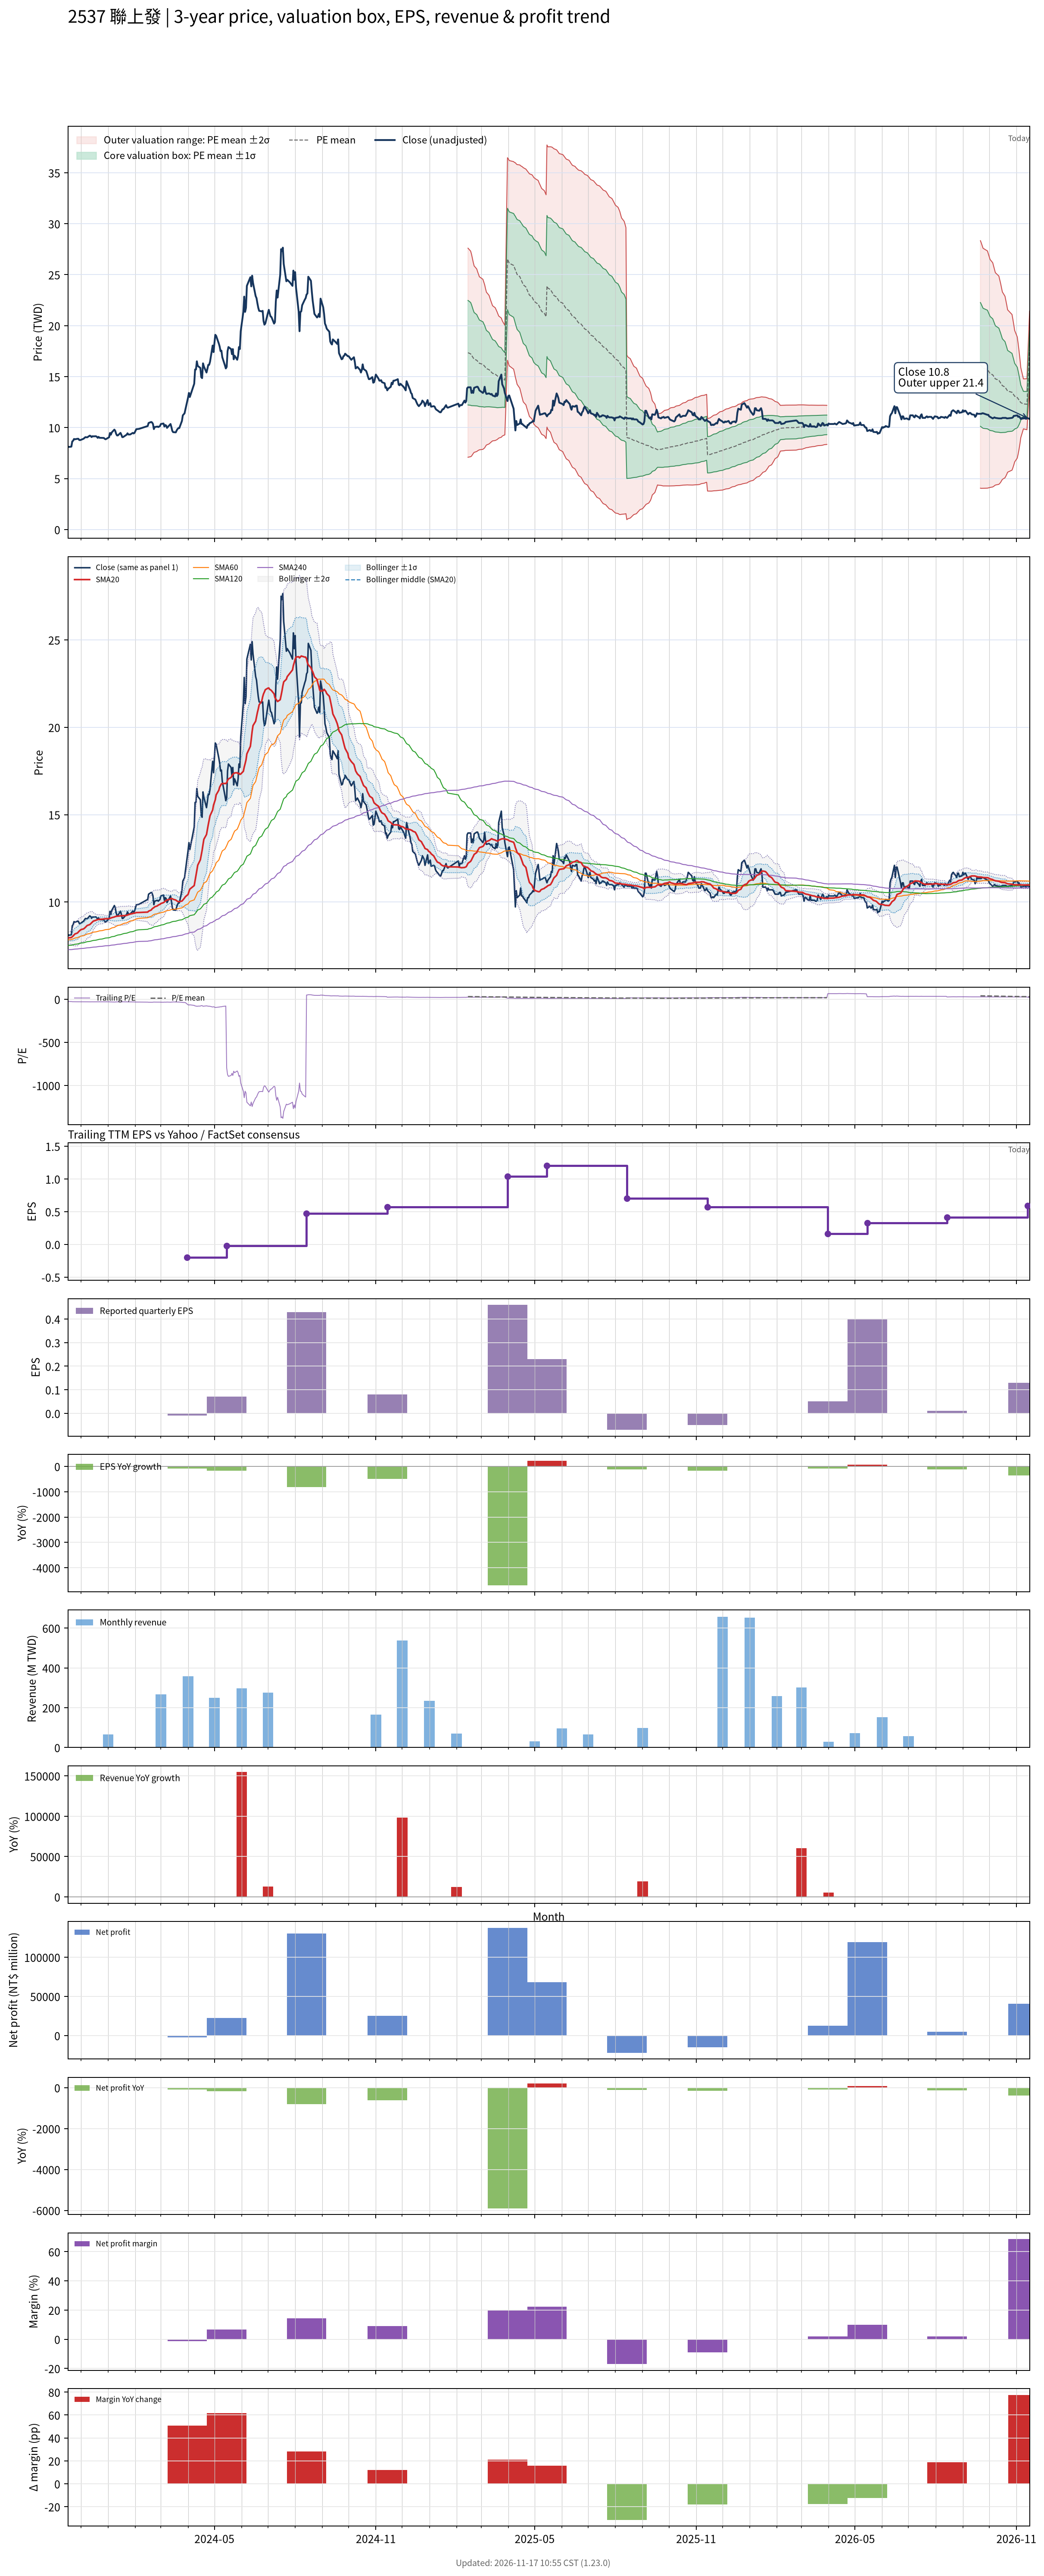 2537 聯上發 | 3-year price, valuation box, EPS, revenue & profit trend
Outer valuation range: PE mean ±2σ
Core valuation box: PE mean ±1σ
PE mean
Close (unadjusted)
Today
35
30
25
20
15
10
5
0
Price (TWD)
Close 10.8
Outer upper 21.4
Close (same as panel 1)
SMA20
SMA60
SMA120
SMA240
Bollinger ±2σ
Bollinger ±1σ
Bollinger middle (SMA20)
25
20
15
10
Price
Trailing P/E
P/E mean
0
-500
-1000
P/E
Trailing TTM EPS vs Yahoo / FactSet consensus
Today
1.5
1.0
0.5
0.0
-0.5
EPS
Reported quarterly EPS
0.4
0.3
0.2
0.1
0.0
EPS
EPS YoY growth
0
-1000
-2000
-3000
-4000
YoY (%)
Monthly revenue
600
400
200
0
Revenue (M TWD)
Revenue YoY growth
150000
100000
50000
0
YoY (%)
Month
Net profit
100000
50000
0
Net profit (NT$ million)
Net profit YoY
0
-2000
-4000
-6000
YoY (%)
Net profit margin
60
40
20
0
-20
Margin (%)
Margin YoY change
80
60
40
20
0
-20
Δ margin (pp)
2024-05
2024-11
2025-05
2025-11
2026-05
2026-11
Updated: 2026-11-17 10:55 CST (1.23.0)